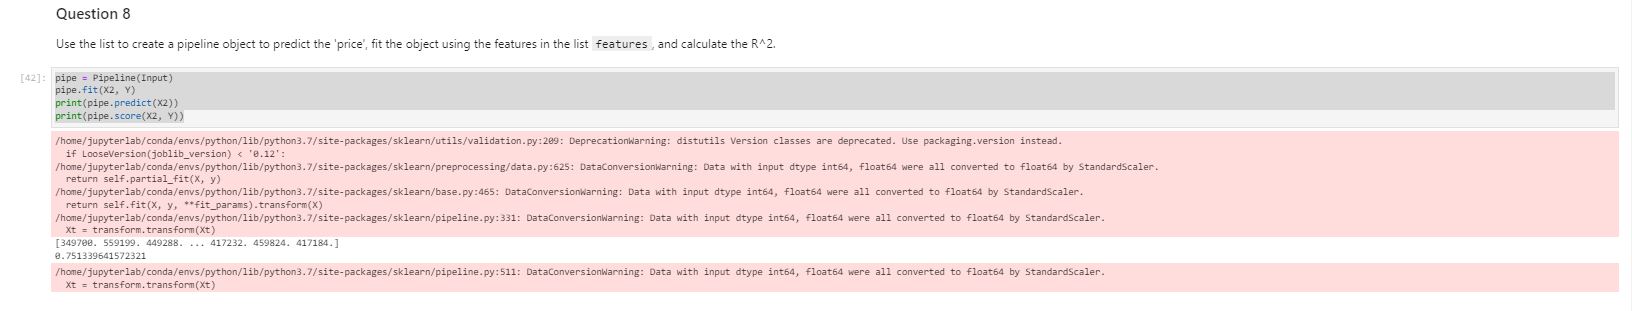 Question 8
Use the list to create a pipeline object to predict the 'price', fit the object using the features in the list features , and calculate the R^2.
[42]: pipe = Pipeline(Input)
pipe.fit(X2, Y)
print(pipe.predict(X2))
print(pipe.score(X2, Y))
/home/jupyterlab/conda/envs/python/lib/python3.7/site-packages/sklearn/utils/validation.py:209: DeprecationWarning: distutils Version classes are deprecated. Use packaging.version instead.
if LooseVersion(joblib_version) < '0.12':
/home/jupyterlab/conda/envs/python/lib/python3.7/site-packages/sklearn/preprocessing/data.py:625: DataConversionWarning: Data with input dtype int64, float64 were all converted to float64 by StandardScaler.
return self.partial_fit(X, y)
/home/jupyterlab/conda/envs/python/lib/python3.7/site-packages/sklearn/base.py:465: DataConversionWarning: Data with input dtype int64, float64 were all converted to float64 by StandardScaler.
return self.fit(X, y, **fit_params).transform(X)
/home/jupyterlab/conda/envs/python/lib/python3.7/site-packages/sklearn/pipeline.py:331: DataConversionWarning: Data with input dtype int64, float64 were all converted to float64 by StandardScaler.
Xt = transform.transform(Xt)
[349700. 559199. 449288. ... 417232. 459824. 417184.]
0.751339641572321
/home/jupyterlab/conda/envs/python/lib/python3.7/site-packages/sklearn/pipeline.py:511: DataConversionWarning: Data with input dtype int64, float64 were all converted to float64 by StandardScaler.
Xt = transform.transform(Xt)